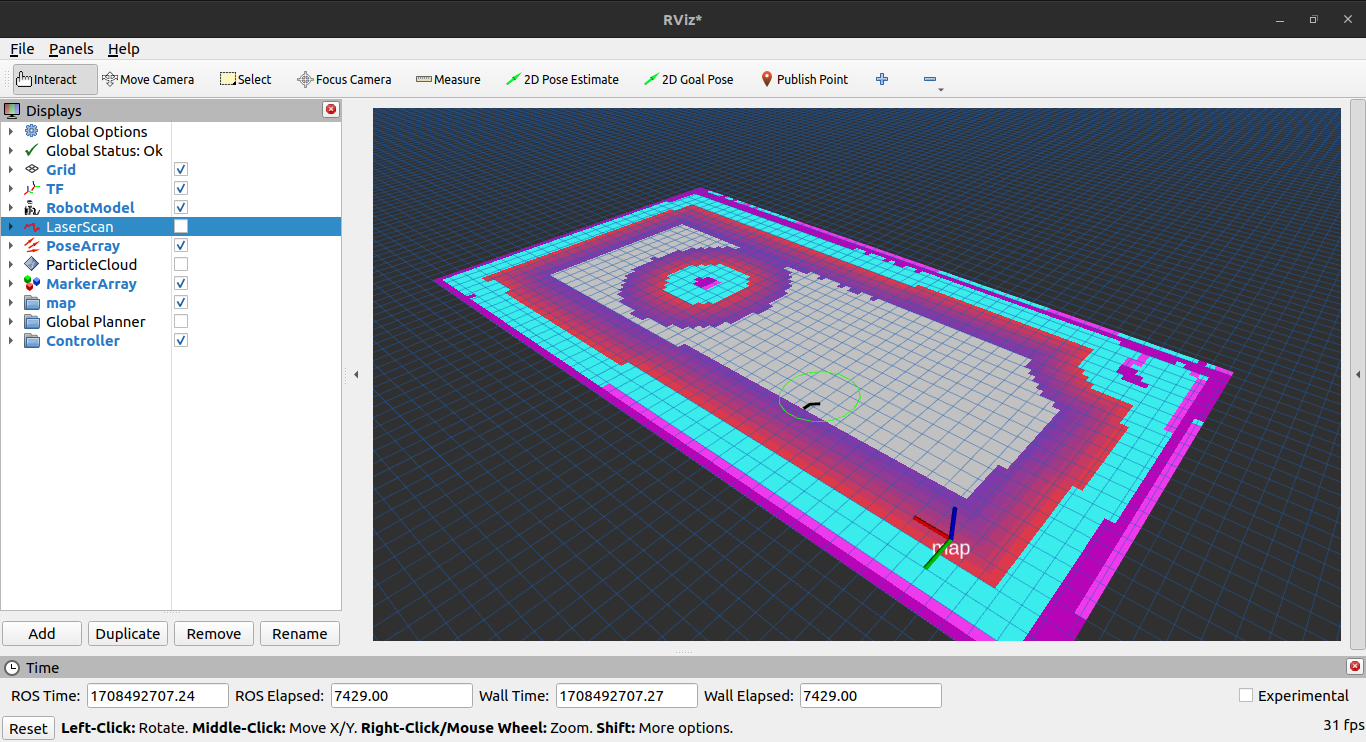 RViz*
File Panels Help
Interact Move Camera Select Focus Camera Measure 2D Pose Estimate 2D Goal Pose Publish Point
Displays
Global Options
Global Status: Ok
Grid
TF
RobotModel
LaserScan
PoseArray
ParticleCloud
MarkerArray
map
Global Planner
Controller
map
Add Duplicate Remove Rename
Time
ROS Time: 1708492707.24 ROS Elapsed: 7429.00 Wall Time: 1708492707.27 Wall Elapsed: 7429.00 Experimental
Reset Left-Click: Rotate. Middle-Click: Move X/Y. Right-Click/Mouse Wheel: Zoom. Shift: More options. 31 fps